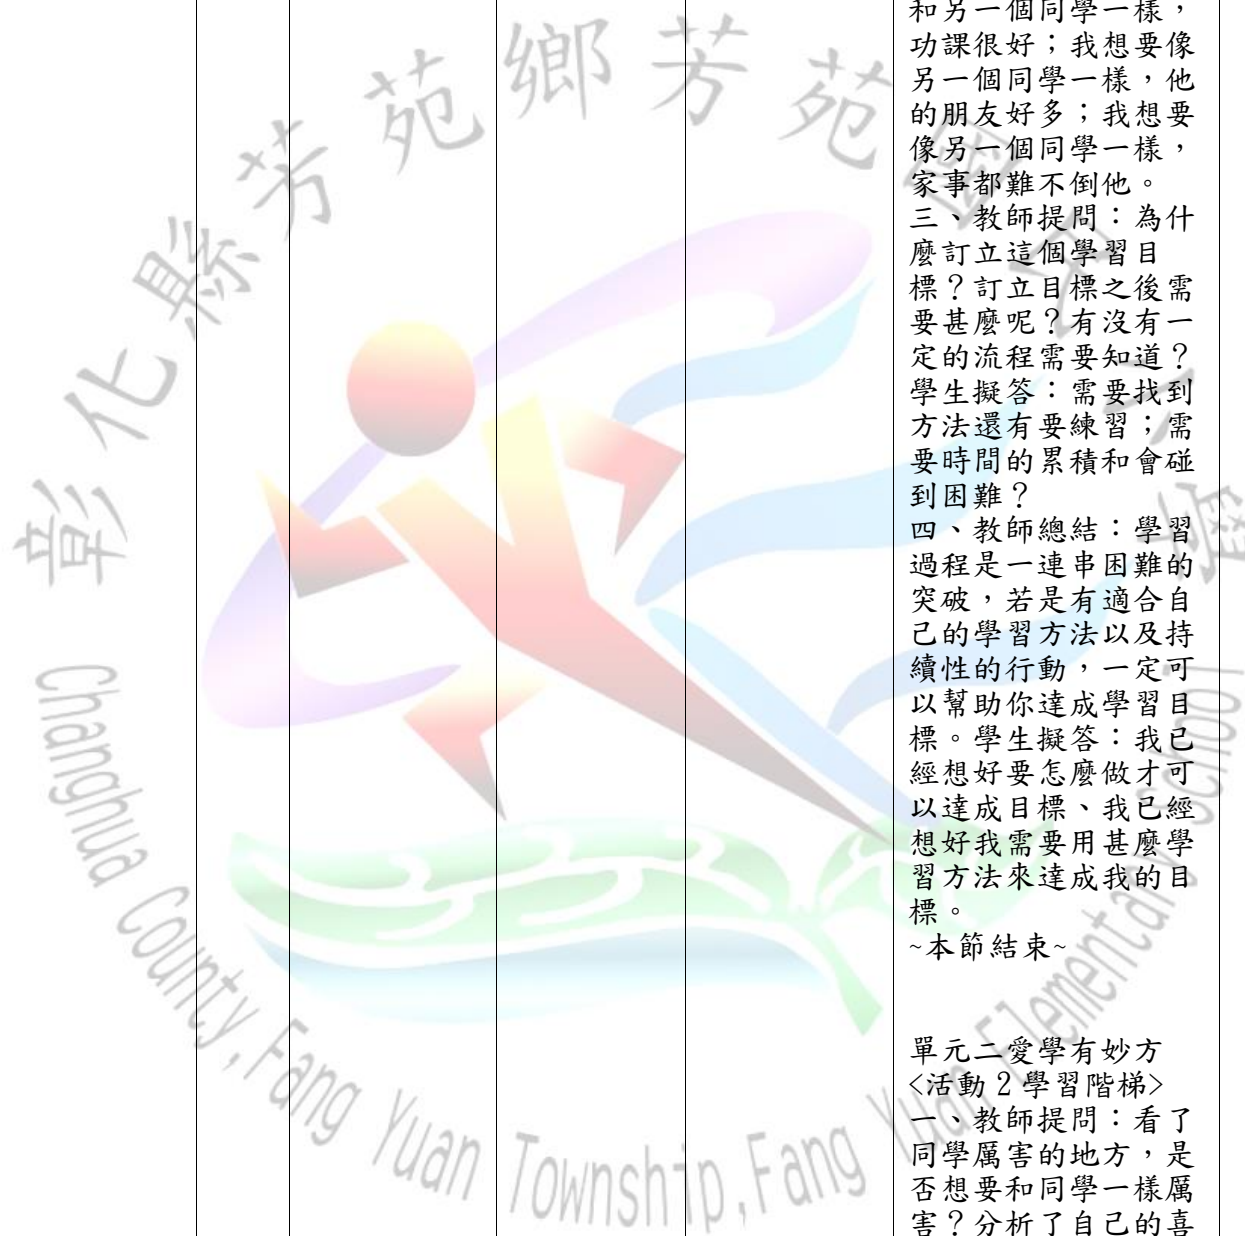 和另一個同學一樣，
功課很好；我想要像
另一個同學一樣，他
的朋友好多；我想要
像另一個同學一樣，
家事都難不倒他。
三、教師提問：為什
麼訂立這個學習目
標？訂立目標之後需
要甚麼呢？有沒有一
定的流程需要知道？
學生擬答：需要找到
方法還有要練習；需
要時間的累積和會碰
到困難？
四、教師總結：學習
過程是一連串困難的
突破，若是有適合自
己的學習方法以及持
續性的行動，一定可
以幫助你達成學習目
標。學生擬答：我已
經想好要怎麼做才可
以達成目標、我已經
想好我需要用甚麼學
習方法來達成我的目
標。
~本節結束~
單元二愛學有妙方
<活動 2 學習階梯>
一、教師提問：看了
同學厲害的地方，是
否想要和同學一樣厲
害？分析了自己的喜
彰化縣芳苑鄉芳苑國民小學
Changhua County, Fang Yuan Township, Fang Yuan Elementary School